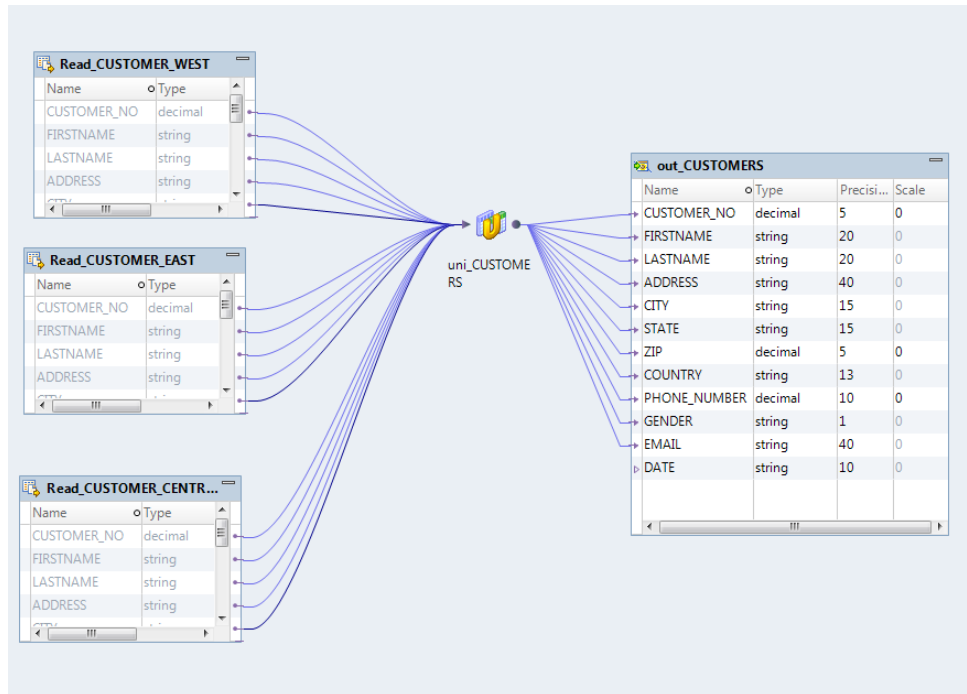 Read_CUSTOMER_WEST
Name Type
CUSTOMER_NO decimal
FIRSTNAME string
LASTNAME string
ADDRESS string
Read_CUSTOMER_EAST
Name Type
CUSTOMER_NO decimal
FIRSTNAME string
LASTNAME string
ADDRESS string
Read_CUSTOMER_CENTR...
Name Type
CUSTOMER_NO decimal
FIRSTNAME string
LASTNAME string
ADDRESS string
uni_CUSTOME
RS
out_CUSTOMERS
Name Type Precisi... Scale
CUSTOMER_NO decimal 5 0
FIRSTNAME string 20 0
LASTNAME string 20 0
ADDRESS string 40 0
CITY string 15 0
STATE string 15 0
ZIP decimal 5 0
COUNTRY string 13 0
PHONE_NUMBER decimal 10 0
GENDER string 1 0
EMAIL string 40 0
DATE string 10 0